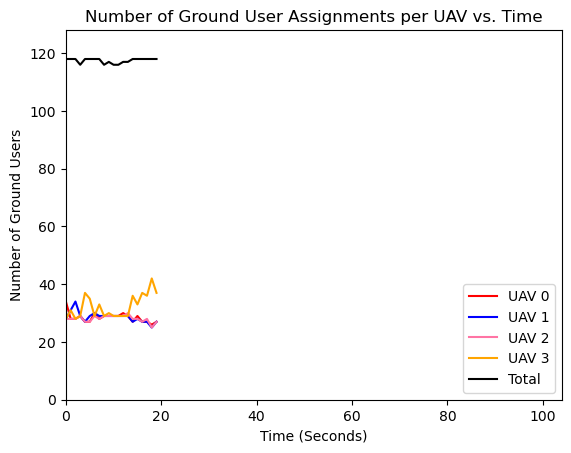 Number of Ground User Assignments per UAV vs. Time
Number of Ground Users
120
100
80
60
40
20
0
0 20 40 60 80 100
Time (Seconds)
UAV 0
UAV 1
UAV 2
UAV 3
Total